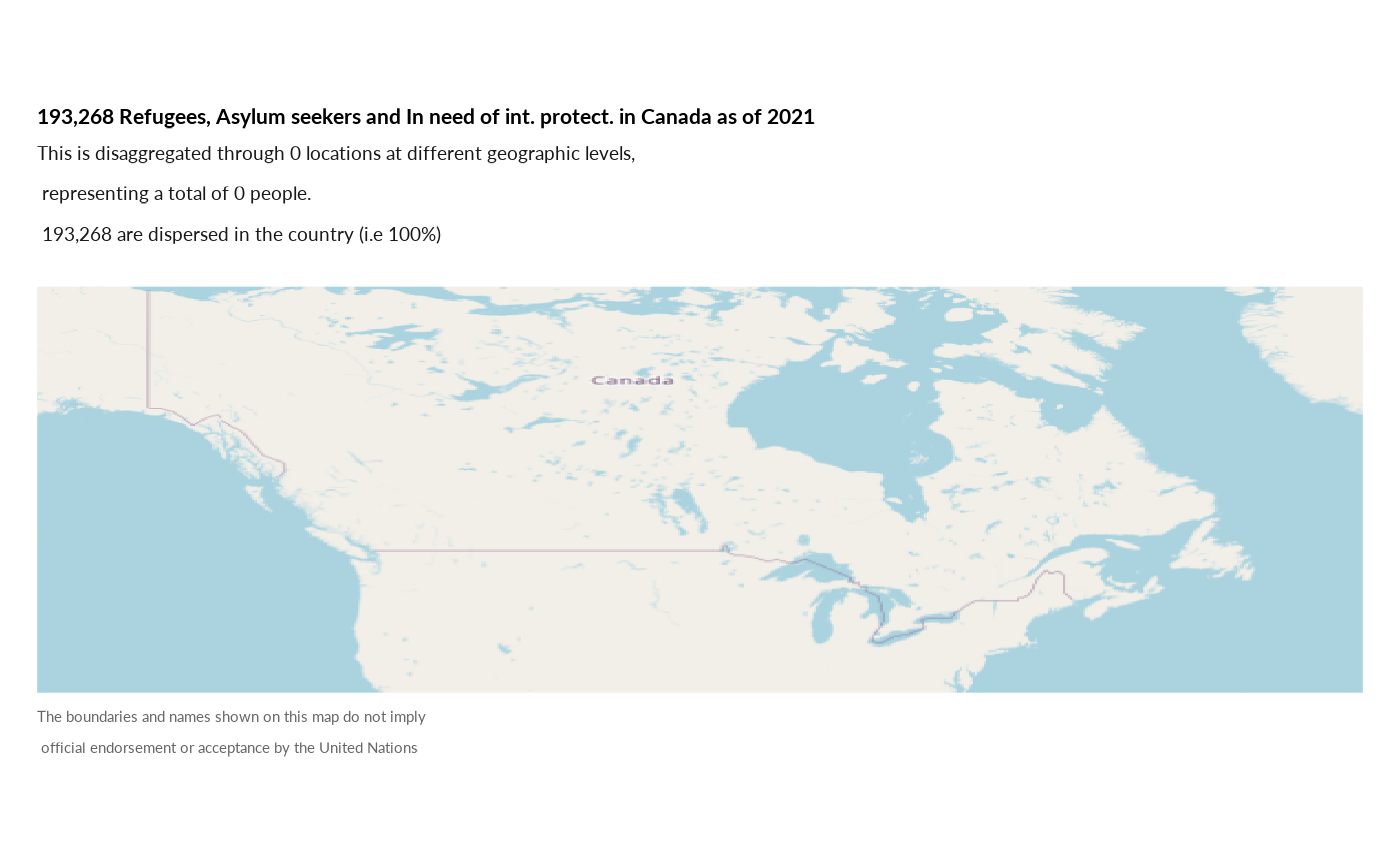 193,268 Refugees, Asylum seekers and In need of int. protect. in Canada as of 2021
This is disaggregated through 0 locations at different geographic levels,
representing a total of 0 people.
193,268 are dispersed in the country (i.e 100%)
Canada
The boundaries and names shown on this map do not imply
official endorsement or acceptance by the United Nations